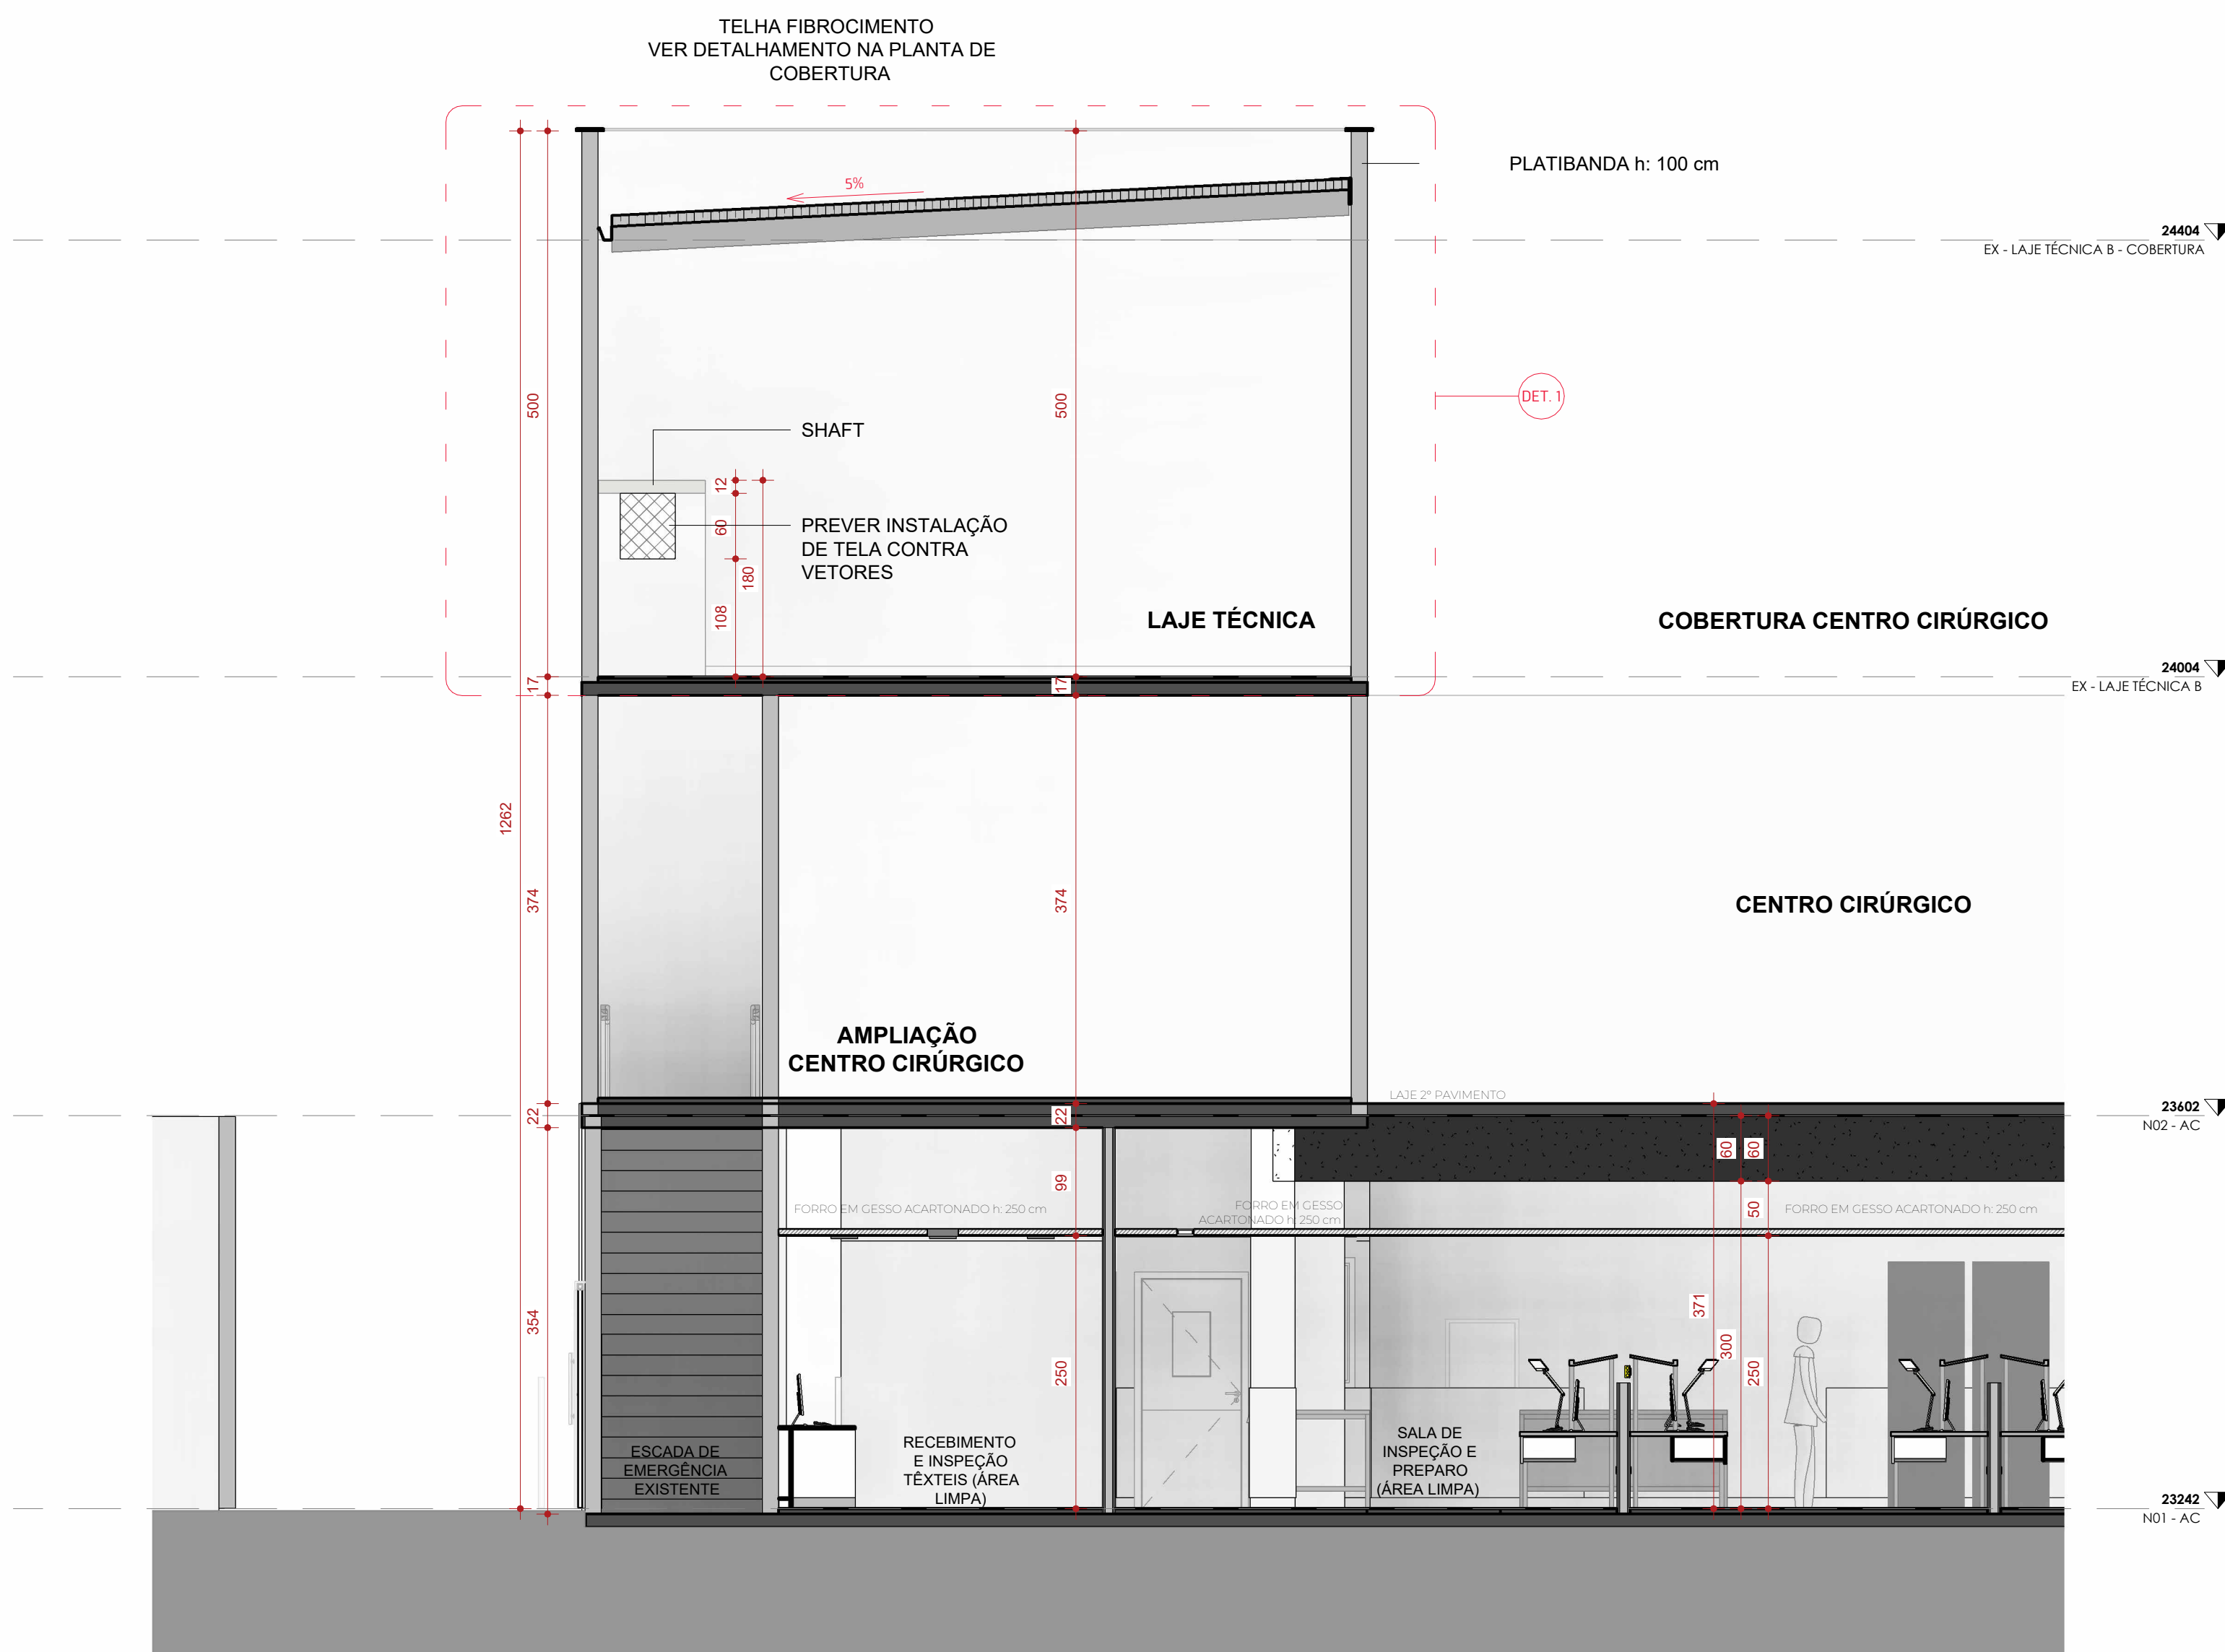 TELHA FIBROCIMENTO
VER DETALHAMENTO NA PLANTA DE
COBERTURA
PLATIBANDA h: 100 cm
5%
24404
EX - LAJE TÉCNICA B - COBERTURA
500
500
DET. 1
SHAFT
12
60
PREVER INSTALAÇÃO
DE TELA CONTRA
VETORES
180
108
LAJE TÉCNICA
COBERTURA CENTRO CIRÚRGICO
24004
EX - LAJE TÉCNICA B
17
17
1262
374
374
CENTRO CIRÚRGICO
AMPLIAÇÃO
CENTRO CIRÚRGICO
LAJE 2º PAVIMENTO
23602
N02 - AC
22
22
60
60
99
50
FORRO EM GESSO ACARTONADO h: 250 cm
FORRO EM GESSO
ACARTONADO h: 250 cm
FORRO EM GESSO ACARTONADO h: 250 cm
354
371
300
250
250
ESCADA DE
EMERGÊNCIA
EXISTENTE
RECEBIMENTO
E INSPEÇÃO
TÊXTEIS (ÁREA
LIMPA)
SALA DE
INSPEÇÃO E
PREPARO
(ÁREA LIMPA)
23242
N01 - AC